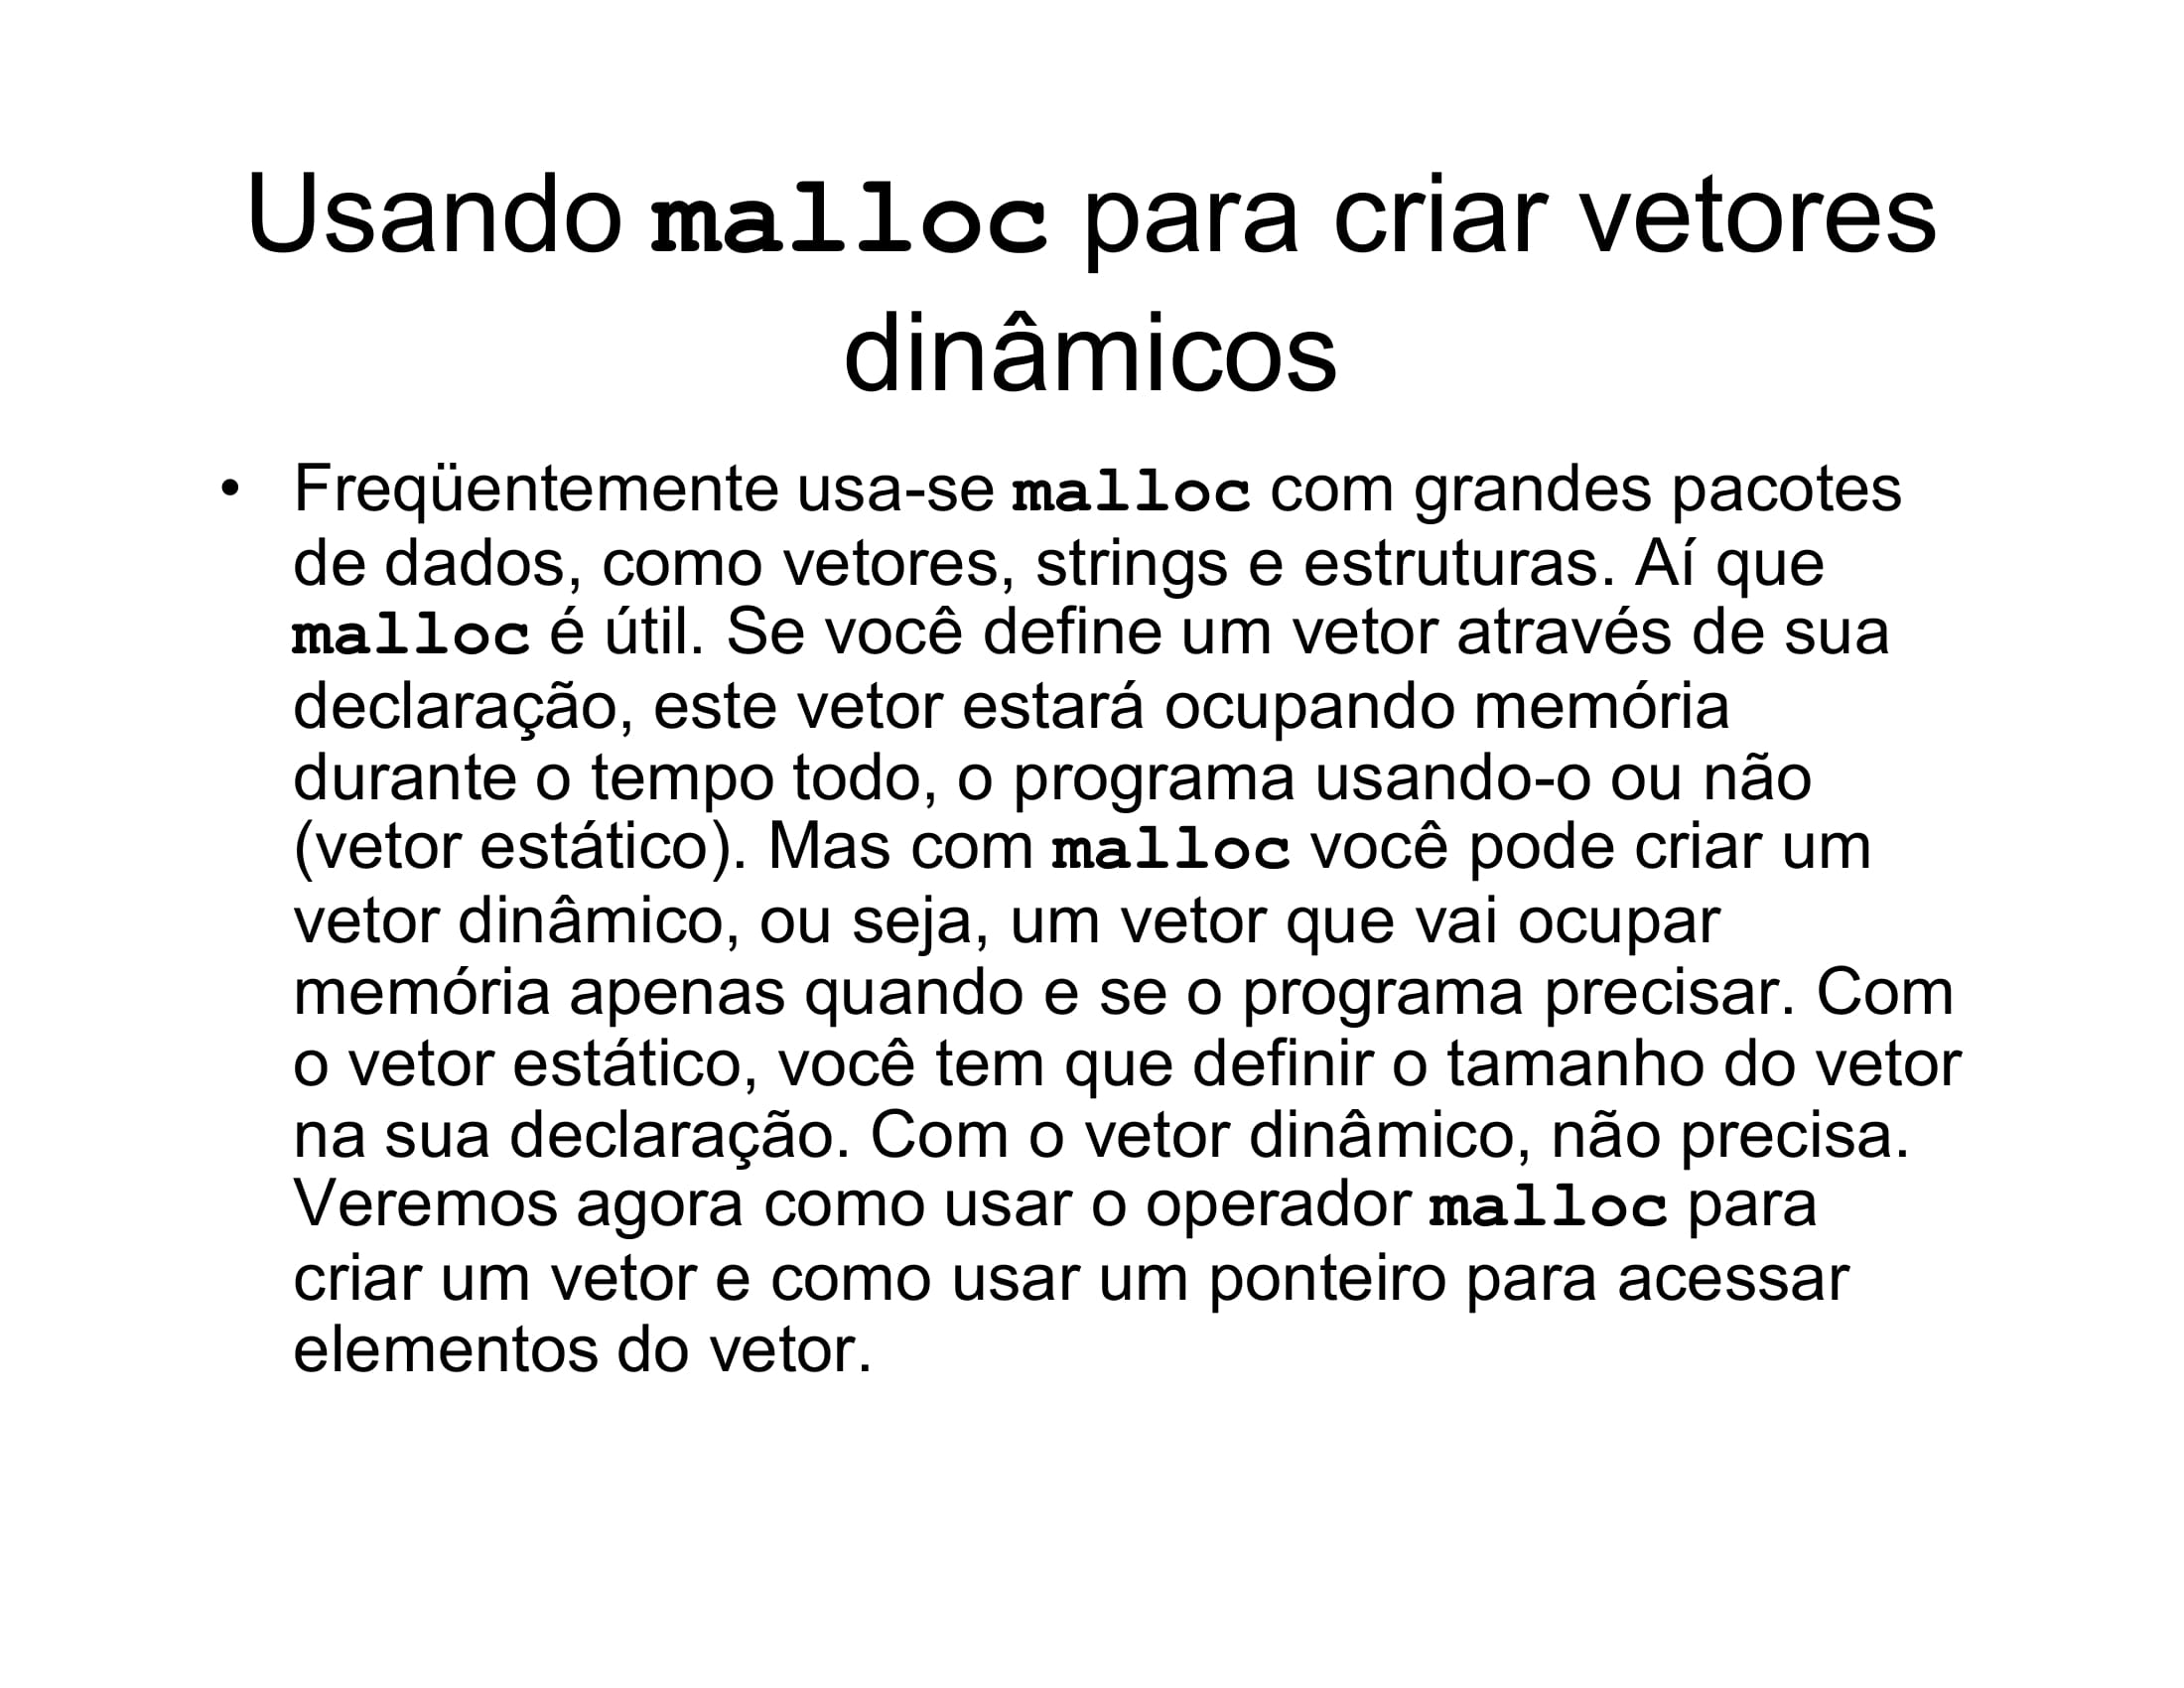 Usando malloc para criar vetores
dinâmicos
• Freqüentemente usa-se malloc com grandes pacotes
de dados, como vetores, strings e estruturas. Aí que
malloc é útil. Se você define um vetor através de sua
declaração, este vetor estará ocupando memória
durante o tempo todo, o programa usando-o ou não
(vetor estático). Mas com malloc você pode criar um
vetor dinâmico, ou seja, um vetor que vai ocupar
memória apenas quando e se o programa precisar. Com
o vetor estático, você tem que definir o tamanho do vetor
na sua declaração. Com o vetor dinâmico, não precisa.
Veremos agora como usar o operador malloc para
criar um vetor e como usar um ponteiro para acessar
elementos do vetor.